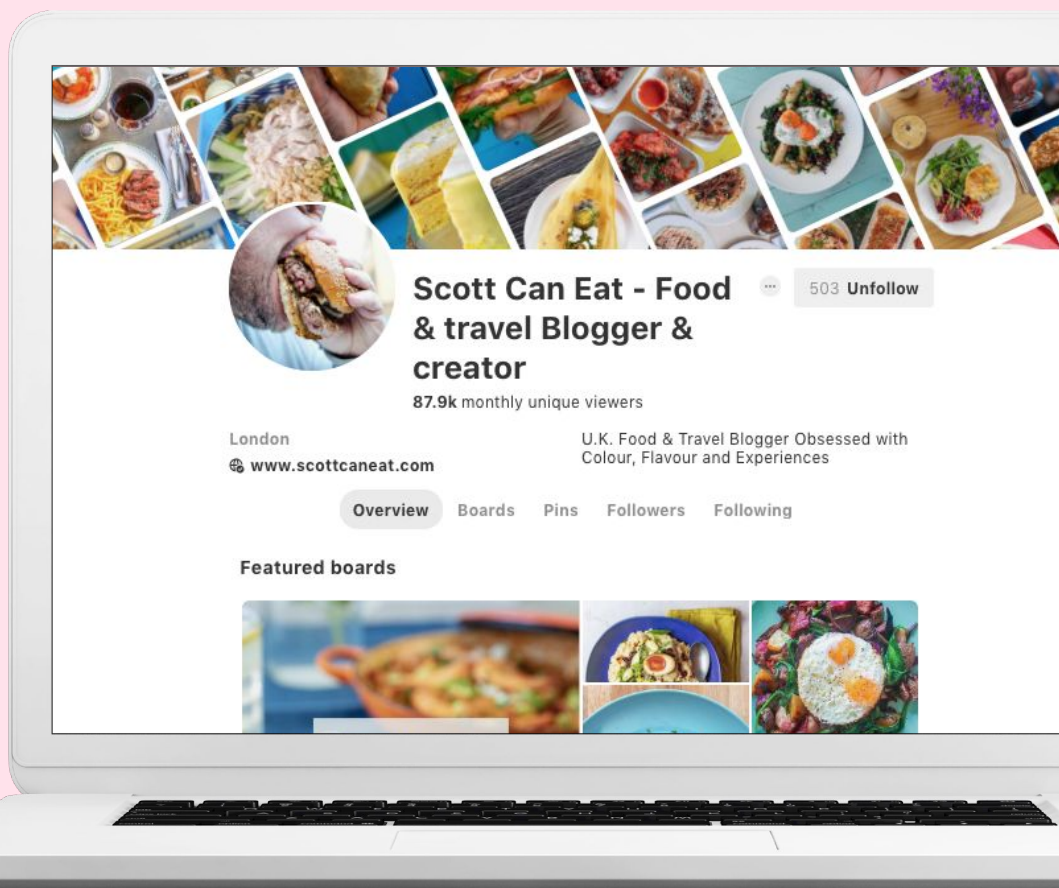 Scott Can Eat - Food
& travel Blogger &
creator
... 503 Unfollow
87.9k monthly unique viewers
London
www.scottcaneat.com
U.K. Food & Travel Blogger Obsessed with
Colour, Flavour and Experiences
Overview Boards Pins Followers Following
Featured boards